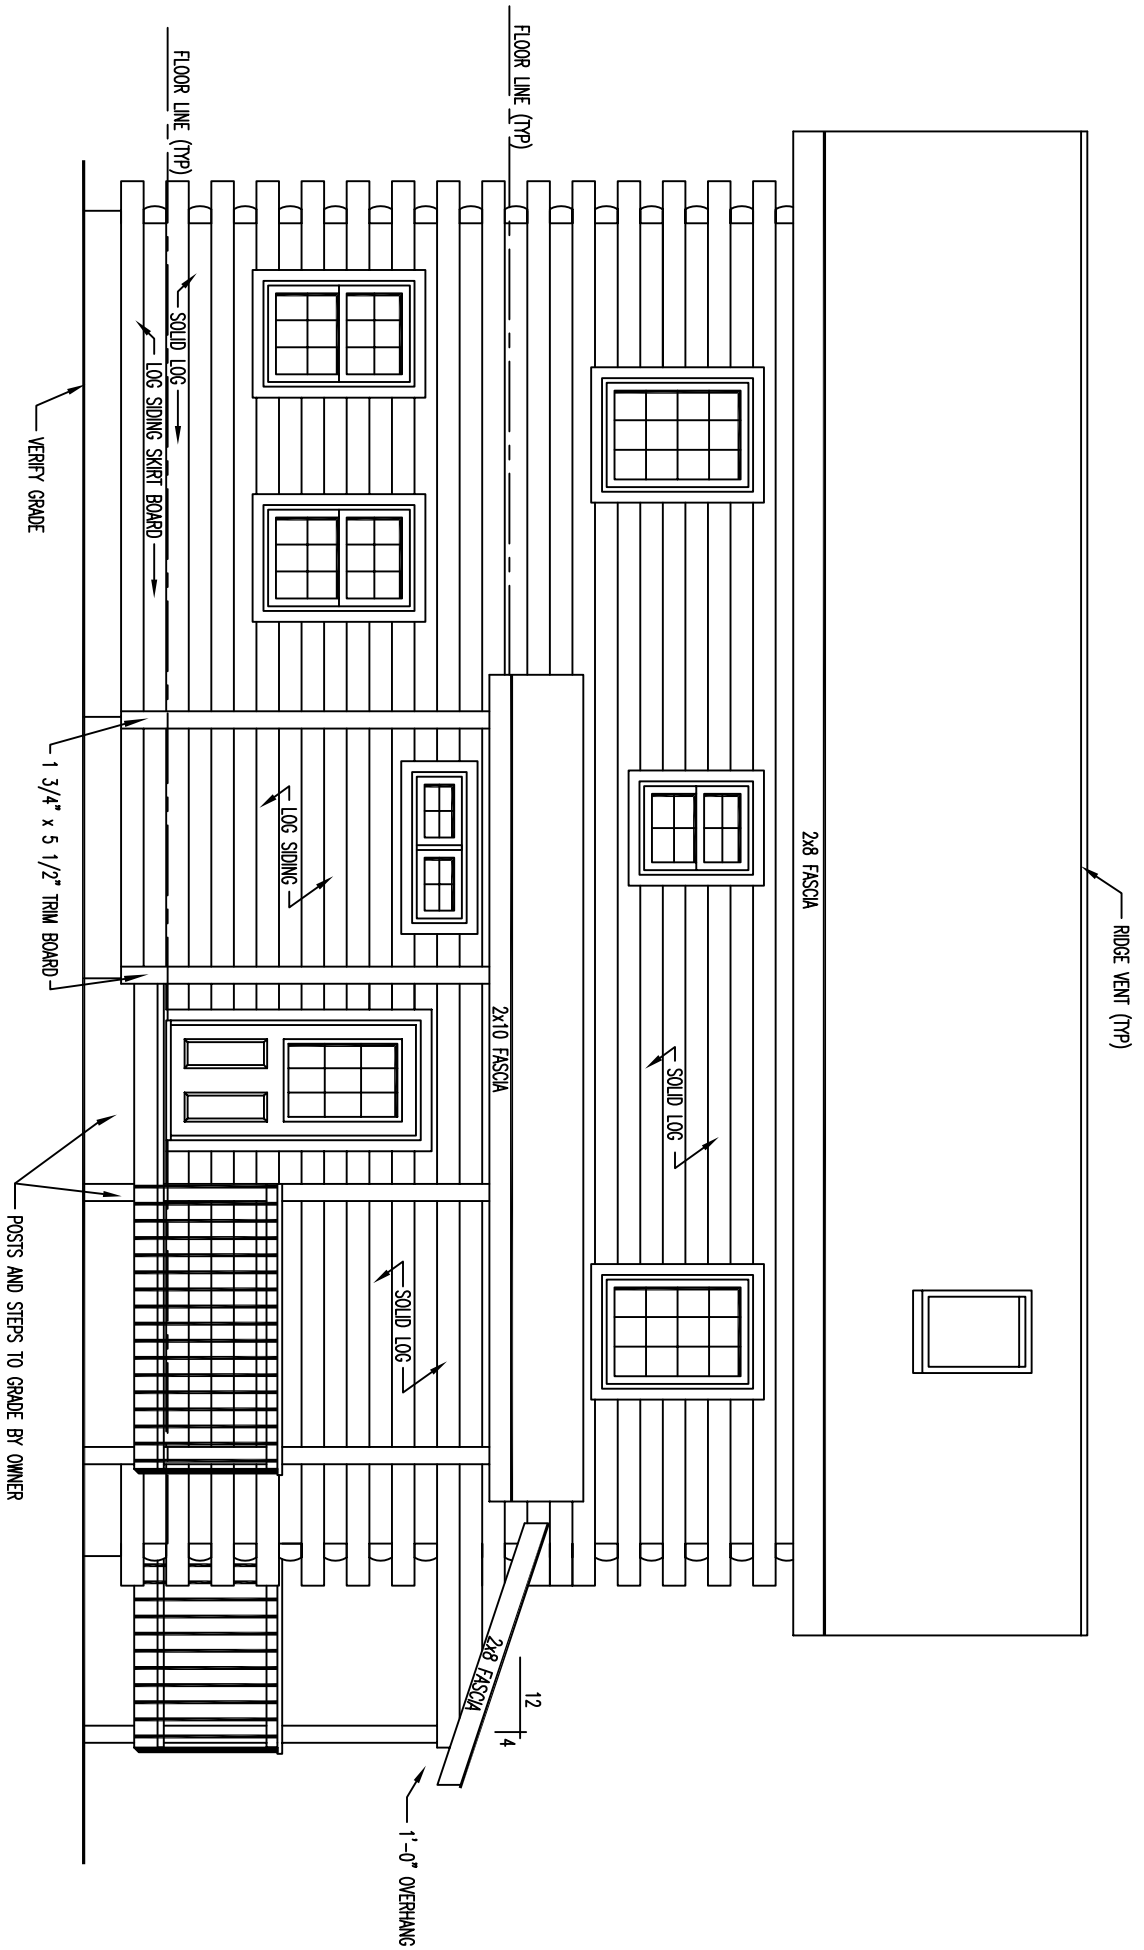 RIDGE VENT (TYP)
2x8 FASCIA
FLOOR LINE (TYP)
SOLID LOG
12
4
2x8 FASCIA
2x10 FASCIA
1'-0" OVERHANG
SOLID LOG
LOG SIDING
FLOOR LINE (TYP)
SOLID LOG
LOG SIDING SKIRT BOARD
1 3/4" x 5 1/2" TRIM BOARD
VERIFY GRADE
POSTS AND STEPS TO GRADE BY OWNER